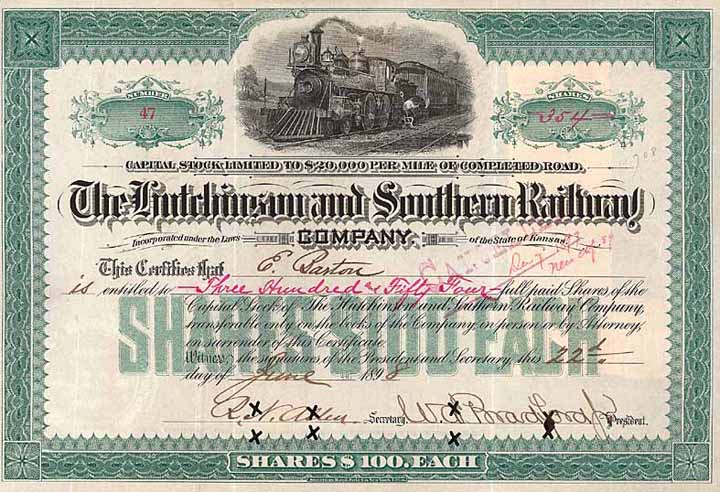 NUMBER
47
SHARES
354
CAPITAL STOCK LIMITED TO $20,000 PER MILE OF COMPLETED ROAD.
The Hutchinson and Southern Railway
COMPANY.
Incorporated under the Laws of the State of Kansas.
This Certifies that E. Barton
is entitled to Three Hundred & Fifty Four full paid Shares of the
Capital Stock of The Hutchinson and Southern Railway Company,
transferable only on the books of the Company, in person or by Attorney,
on surrender of this Certificate.
SHARES $100 EACH
Witness, the signatures of the President and Secretary, this 22d
day of June 1898
Secretary. President.
SHARES $100. EACH